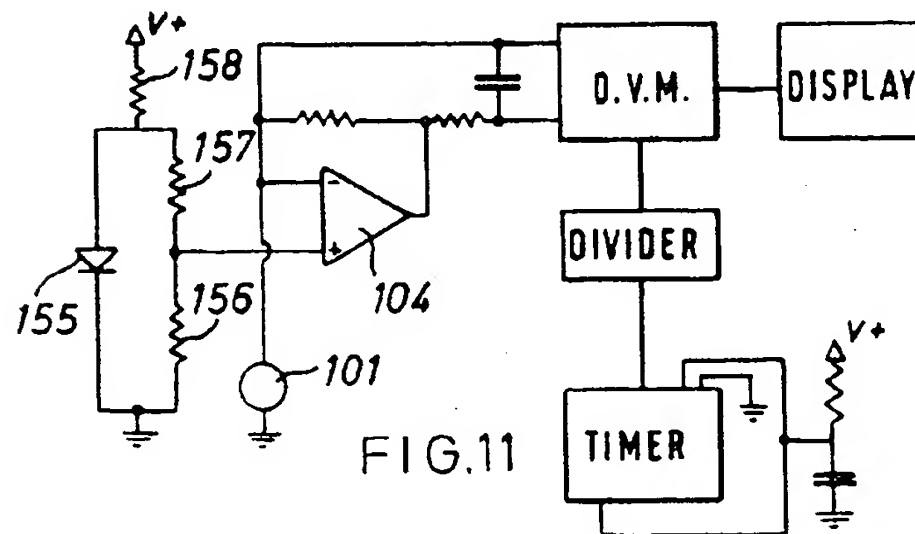 V+
158
157
155
156
-
+
104
101
D.V.M.
DISPLAY
DIVIDER
TIMER
V+
FIG.11